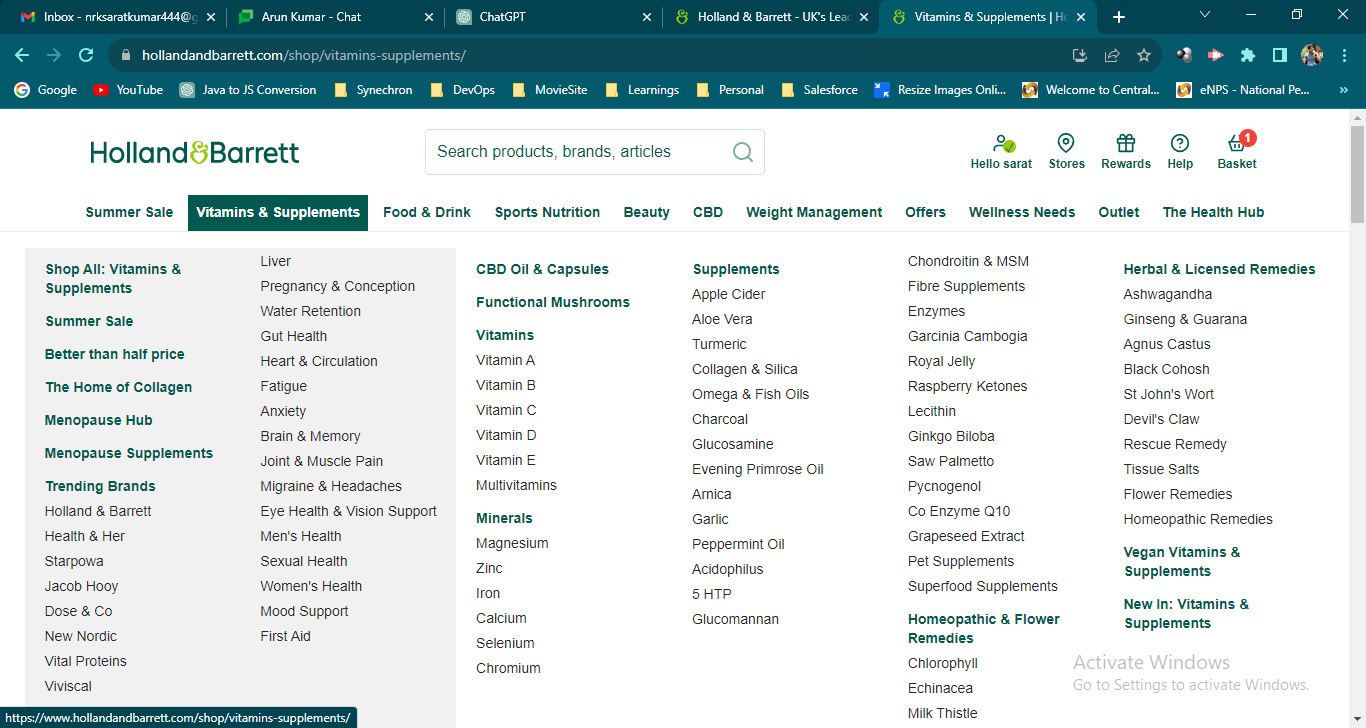 Inbox - nrksaratkumar444@g
Arun Kumar - Chat
ChatGPT
Holland & Barrett - UK's Lea
Vitamins & Supplements | Ho
hollandandbarrett.com/shop/vitamins-supplements/
Google
YouTube
Java to JS Conversion
Synechron
DevOps
MovieSite
Learnings
Personal
Salesforce
Resize Images Onli...
Welcome to Central...
eNPS - National Pe...
»
Holland&Barrett
Search products, brands, articles
Hello sarat
Stores
Rewards
Help
1
Basket
Summer Sale
Vitamins & Supplements
Food & Drink
Sports Nutrition
Beauty
CBD
Weight Management
Offers
Wellness Needs
Outlet
The Health Hub
Shop All: Vitamins &
Supplements
Summer Sale
Better than half price
The Home of Collagen
Menopause Hub
Menopause Supplements
Trending Brands
Holland & Barrett
Health & Her
Starpowa
Jacob Hooy
Dose & Co
New Nordic
Vital Proteins
Viviscal
Liver
Pregnancy & Conception
Water Retention
Gut Health
Heart & Circulation
Fatigue
Anxiety
Brain & Memory
Joint & Muscle Pain
Migraine & Headaches
Eye Health & Vision Support
Men's Health
Sexual Health
Women's Health
Mood Support
First Aid
CBD Oil & Capsules
Functional Mushrooms
Vitamins
Vitamin A
Vitamin B
Vitamin C
Vitamin D
Vitamin E
Multivitamins
Minerals
Magnesium
Zinc
Iron
Calcium
Selenium
Chromium
Supplements
Apple Cider
Aloe Vera
Turmeric
Collagen & Silica
Omega & Fish Oils
Charcoal
Glucosamine
Evening Primrose Oil
Arnica
Garlic
Peppermint Oil
Acidophilus
5 HTP
Glucomannan
Chondroitin & MSM
Fibre Supplements
Enzymes
Garcinia Cambogia
Royal Jelly
Raspberry Ketones
Lecithin
Ginkgo Biloba
Saw Palmetto
Pycnogenol
Co Enzyme Q10
Grapeseed Extract
Pet Supplements
Superfood Supplements
Homeopathic & Flower
Remedies
Chlorophyll
Echinacea
Milk Thistle
Herbal & Licensed Remedies
Ashwagandha
Ginseng & Guarana
Agnus Castus
Black Cohosh
St John's Wort
Devil's Claw
Rescue Remedy
Tissue Salts
Flower Remedies
Homeopathic Remedies
Vegan Vitamins &
Supplements
New In: Vitamins &
Supplements
Activate Windows
Go to Settings to activate Windows.
https://www.hollandandbarrett.com/shop/vitamins-supplements/